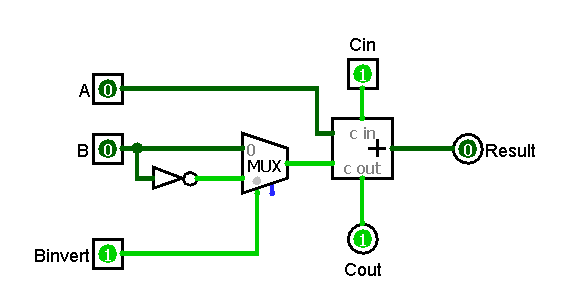 Cin
1
A 0
c in
B 0
0
MUX
+
0 Result
c out
Binvert 1
1
Cout